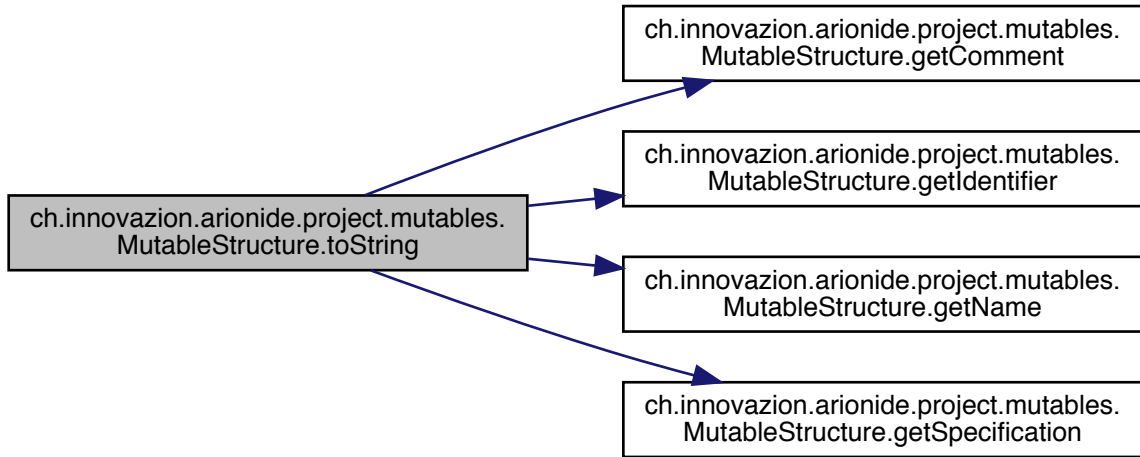 ch.innovazion.arionide.project.mutables.
MutableStructure.getComment
ch.innovazion.arionide.project.mutables.
MutableStructure.getIdentifier
ch.innovazion.arionide.project.mutables.
MutableStructure.toString
ch.innovazion.arionide.project.mutables.
MutableStructure.getName
ch.innovazion.arionide.project.mutables.
MutableStructure.getSpecification